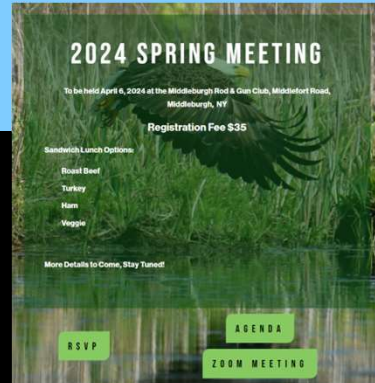 2024 SPRING MEETING
To be held April 6, 2024 at the Middleburgh Rod & Gun Club, Middlefort Road,
Middleburgh, NY
Registration Fee $35
Sandwich Lunch Options:
Roast Beef
Turkey
Ham
Veggie
More Details to Come, Stay Tuned!
AGENDA
RSVP
ZOOM MEETING